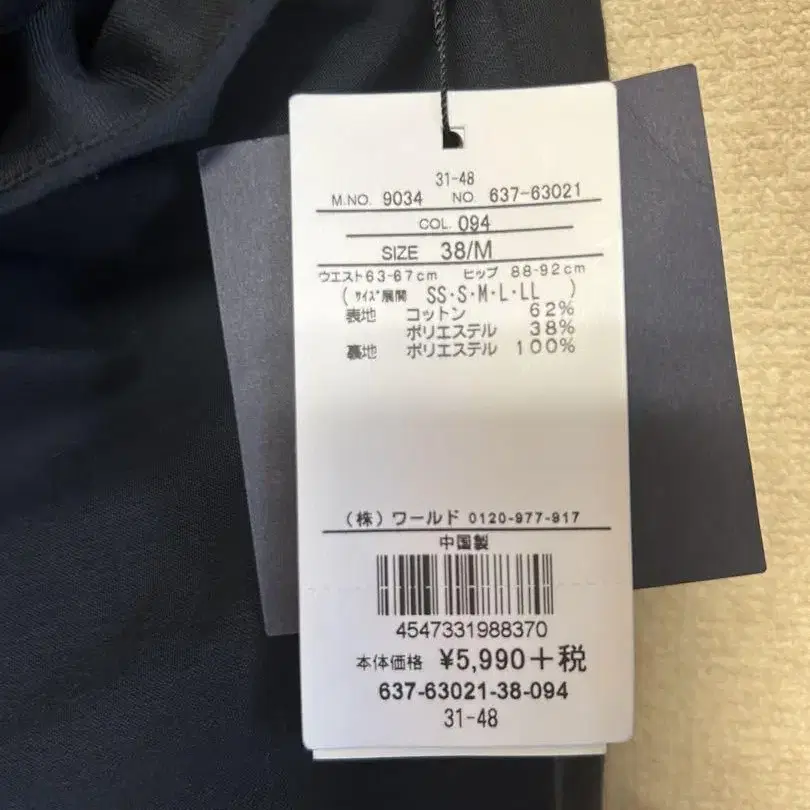 31-48
M.NO. 9034 NO. 637-63021
COL. 094
SIZE 38/M
ウエスト63-67cm ヒップ 88-92cm
(サイズ展開 SS・S・M・L・LL )
表地 コットン 62%
ポリエステル 38%
裏地 ポリエステル 100%
(株)ワールド 0120-977-917
中国製
4547331988370
本体価格 ¥5,990+税
637-63021-38-094
31-48